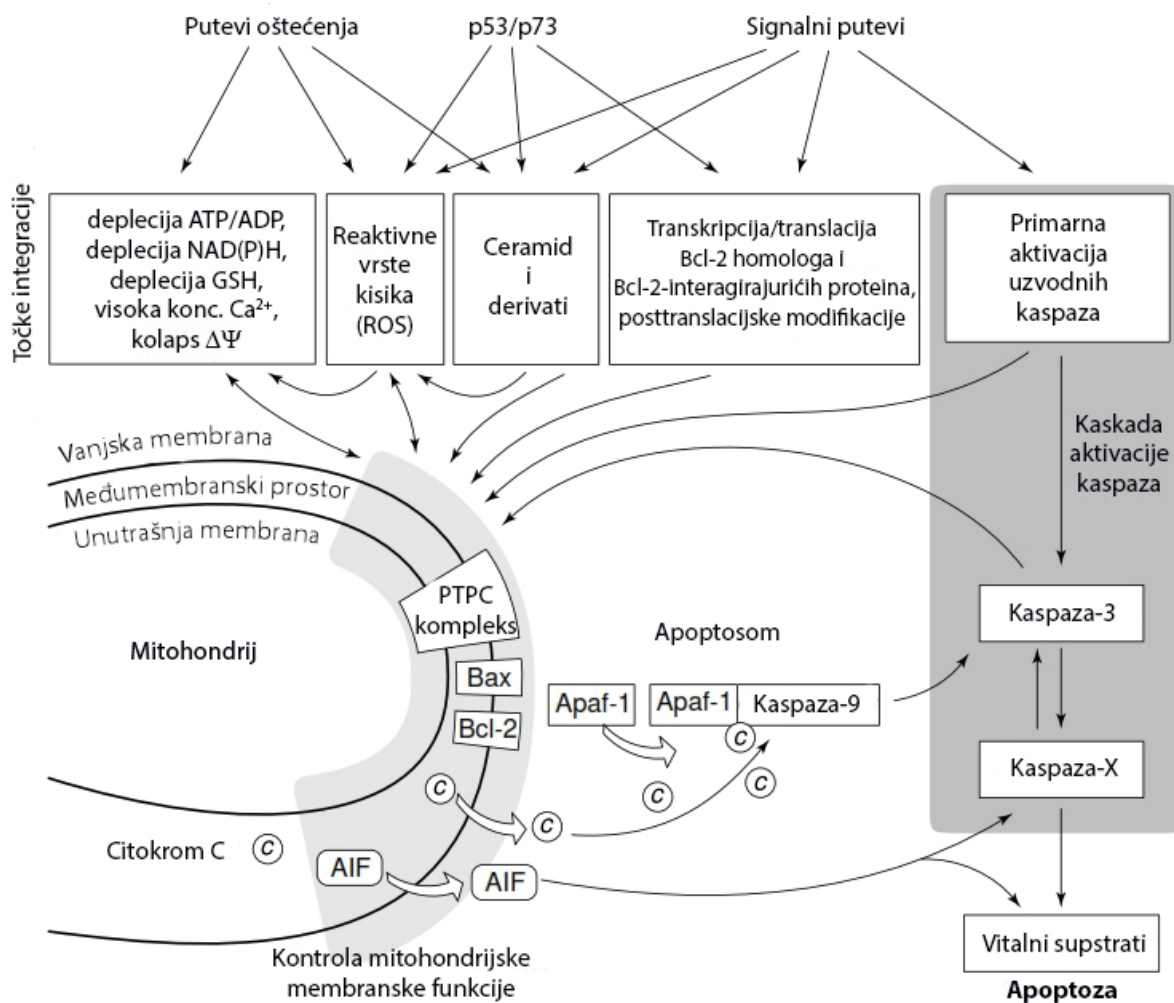 Putevi oštećenja
p53/p73
Signalni putevi
Točke integracije
deplecija ATP/ADP,
deplecija NAD(P)H,
deplecija GSH,
visoka konc. Ca²⁺,
kolaps ΔΨ
Reaktivne
vrste
kisika
(ROS)
Ceramid
i
derivati
Transkripcija/translacija
Bcl-2 homologa i
Bcl-2-interagirajurićih proteina,
posttranslacijske modifikacije
Primarna
aktivacija
uzvodnih
kaspaza
Kaskada
aktivacije
kaspaza
Vanjska membrana
Međumembranski prostor
Unutrašnja membrana
Mitohondrij
PTPC
kompleks
Bax
Bcl-2
Apoptosom
Apaf-1
Apaf-1
Kaspaza-9
Kaspaza-3
Kaspaza-X
c
c
c
c
c
Citokrom C
c
AIF
AIF
Vitalni supstrati
Apoptoza
Kontrola mitohondrijske
membranske funkcije